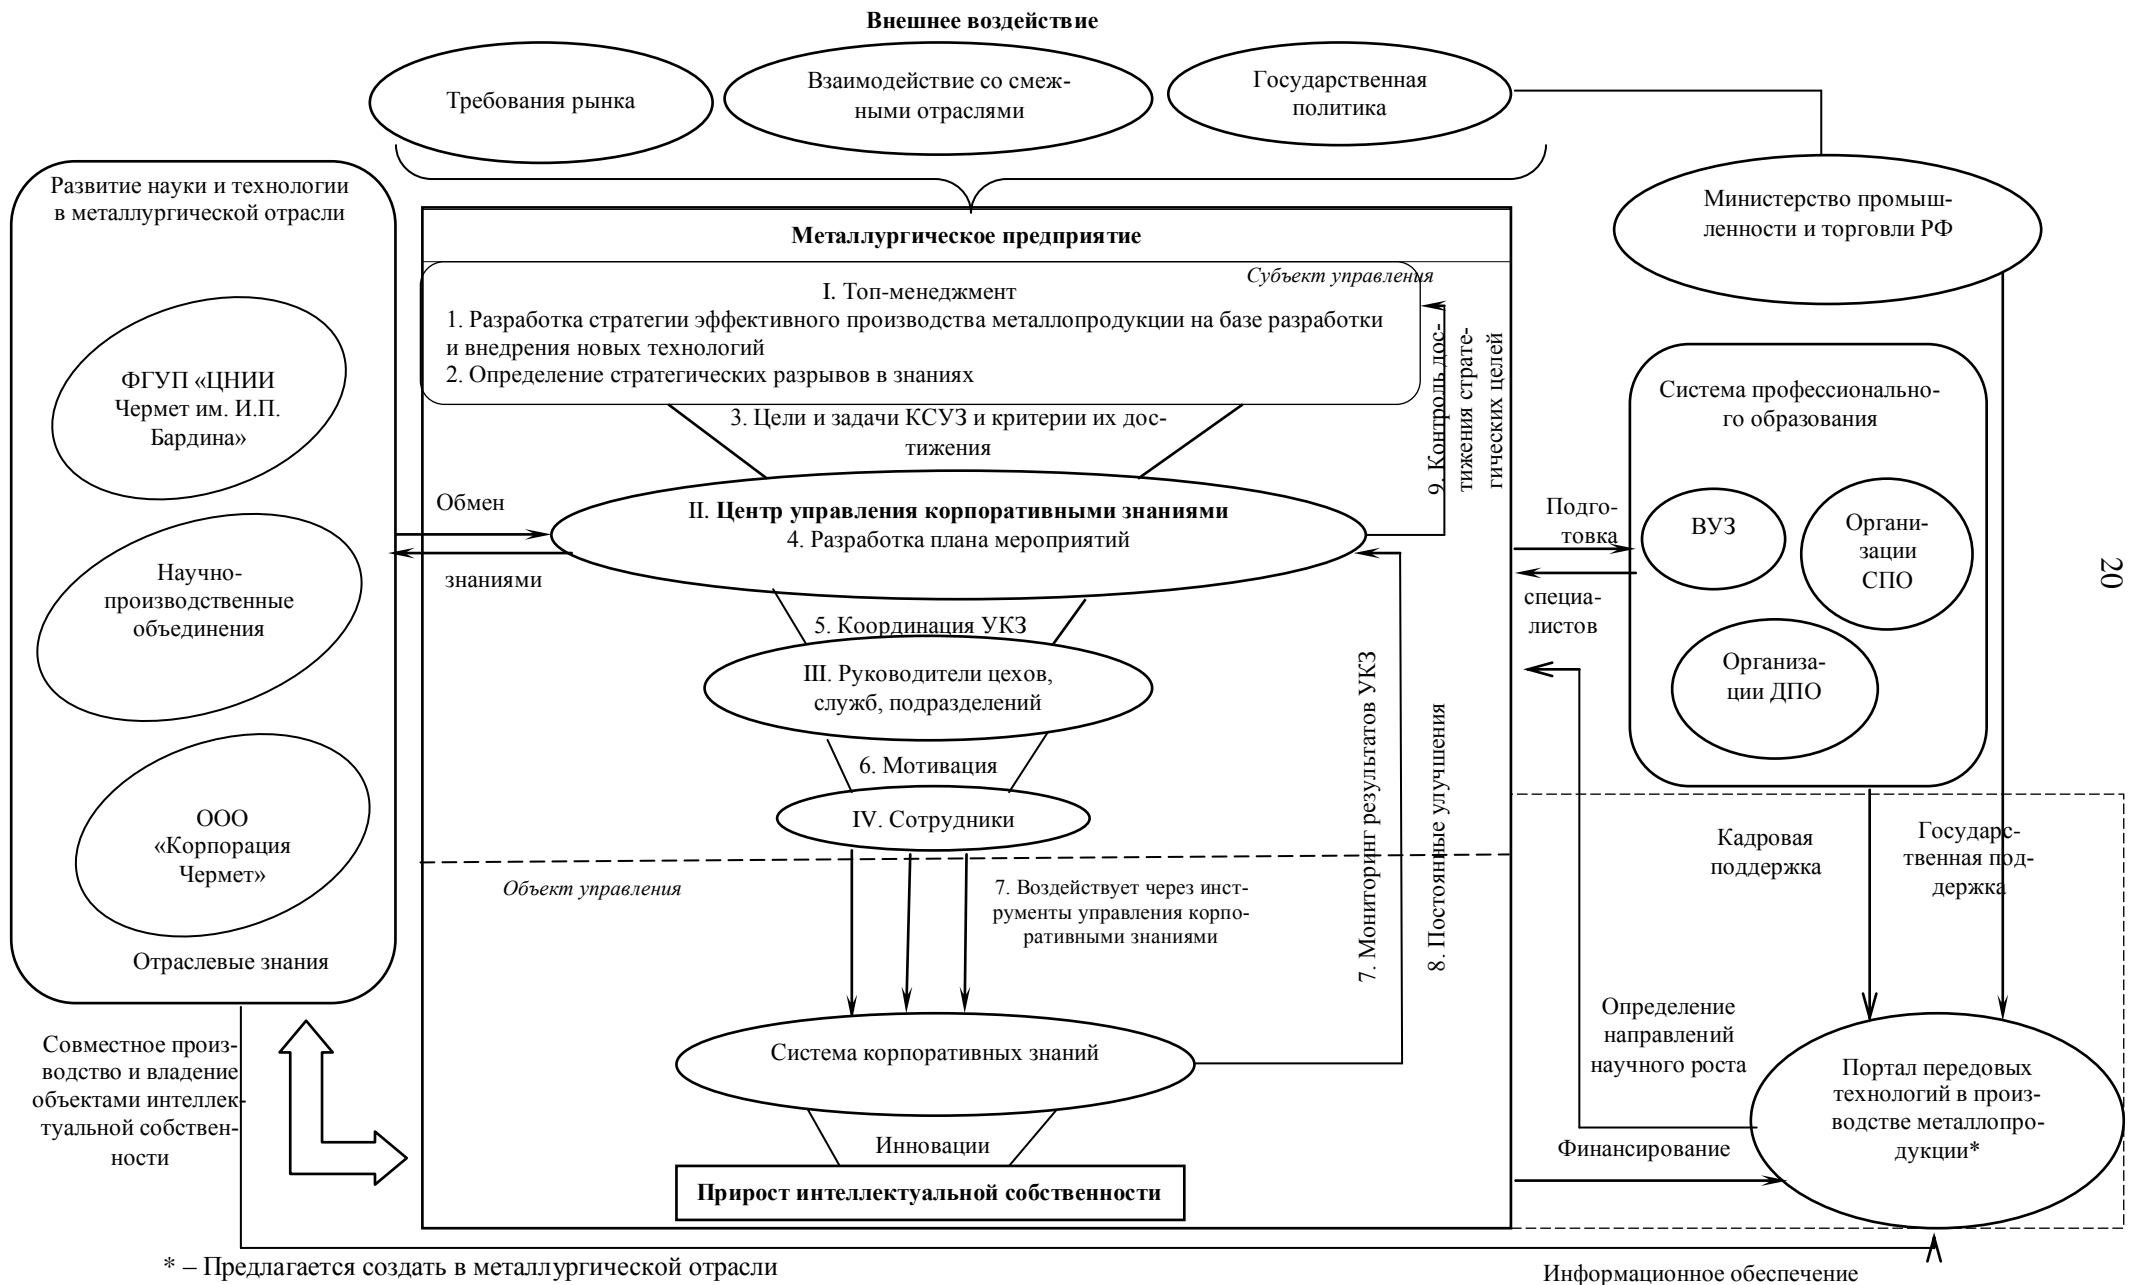 Внешнее воздействие
Требования рынка
Взаимодействие со смеж-
ными отраслями
Государственная
политика
Министерство промыш-
ленности и торговли РФ
Развитие науки и технологии
в металлургической отрасли
ФГУП «ЦНИИ
Чермет им. И.П.
Бардина»
Научно-
производственные
объединения
ООО
«Корпорация
Чермет»
Отраслевые знания
Совместное произ-
водство и владение
объектами интеллек-
туальной собствен-
ности
Обмен
знаниями
Металлургическое предприятие
Субъект управления
I. Топ-менеджмент
1. Разработка стратегии эффективного производства металлопродукции на базе разработки
и внедрения новых технологий
2. Определение стратегических разрывов в знаниях
3. Цели и задачи КСУЗ и критерии их дос-
тижения
II. Центр управления корпоративными знаниями
4. Разработка плана мероприятий
5. Координация УКЗ
III. Руководители цехов,
служб, подразделений
6. Мотивация
IV. Сотрудники
Объект управления
7. Воздействует через инст-
рументы управления корпо-
ративными знаниями
Система корпоративных знаний
Инновации
Прирост интеллектуальной собственности
7. Мониторинг результатов УКЗ
8. Постоянные улучшения
9. Контроль дос-
тижения страте-
гических целей
Подго-
товка
специа-
листов
Система профессионально-
го образования
ВУЗ
Органи-
зации
СПО
Организа-
ции ДПО
Кадровая
поддержка
Государс-
твенная под-
держка
Определение
направлений
научного роста
Финансирование
Портал передовых
технологий в произ-
водстве металлопро-
дукции*
20
* – Предлагается создать в металлургической отрасли
Информационное обеспечение